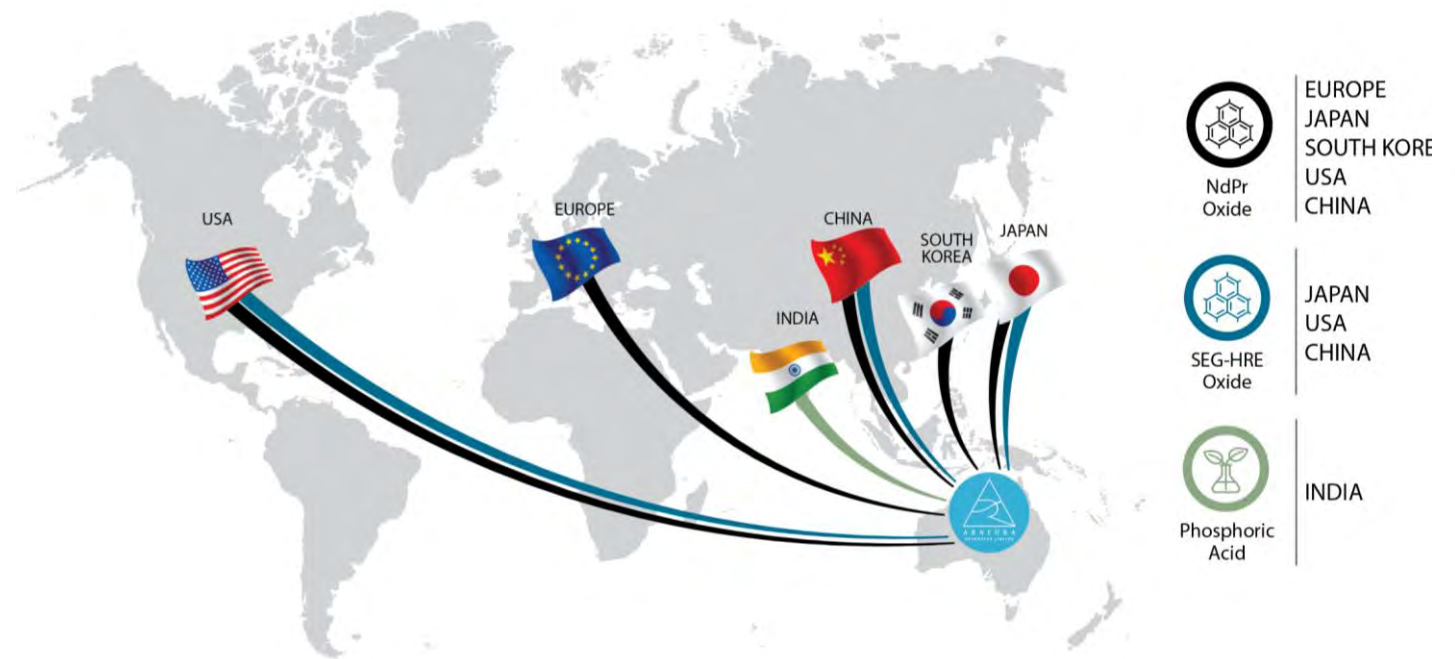 USA
EUROPE
CHINA
SOUTH
KOREA
JAPAN
INDIA
ARAFURA
NdPr
Oxide
EUROPE
JAPAN
SOUTH KORE
USA
CHINA
SEG-HRE
Oxide
JAPAN
USA
CHINA
Phosphoric
Acid
INDIA